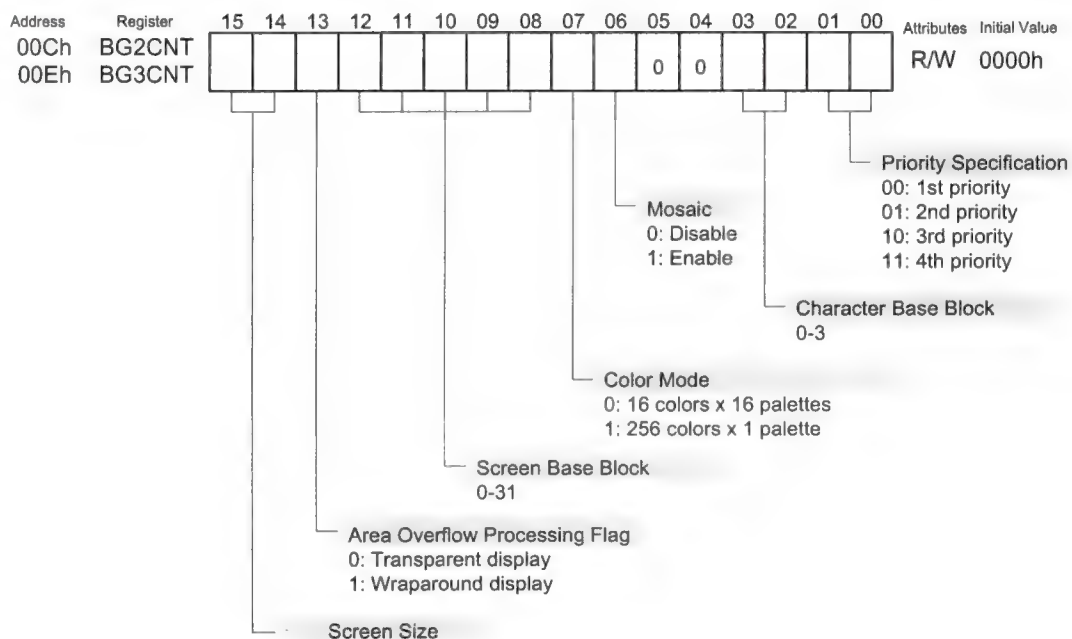 Address Register 15 14 13 12 11 10 09 08 07 06 05 04 03 02 01 00 Attributes Initial Value
00Ch BG2CNT R/W 0000h
00Eh BG3CNT 0 0
Priority Specification
00: 1st priority
01: 2nd priority
10: 3rd priority
11: 4th priority
Mosaic
0: Disable
1: Enable
Character Base Block
0-3
Color Mode
0: 16 colors x 16 palettes
1: 256 colors x 1 palette
Screen Base Block
0-31
Area Overflow Processing Flag
0: Transparent display
1: Wraparound display
Screen Size